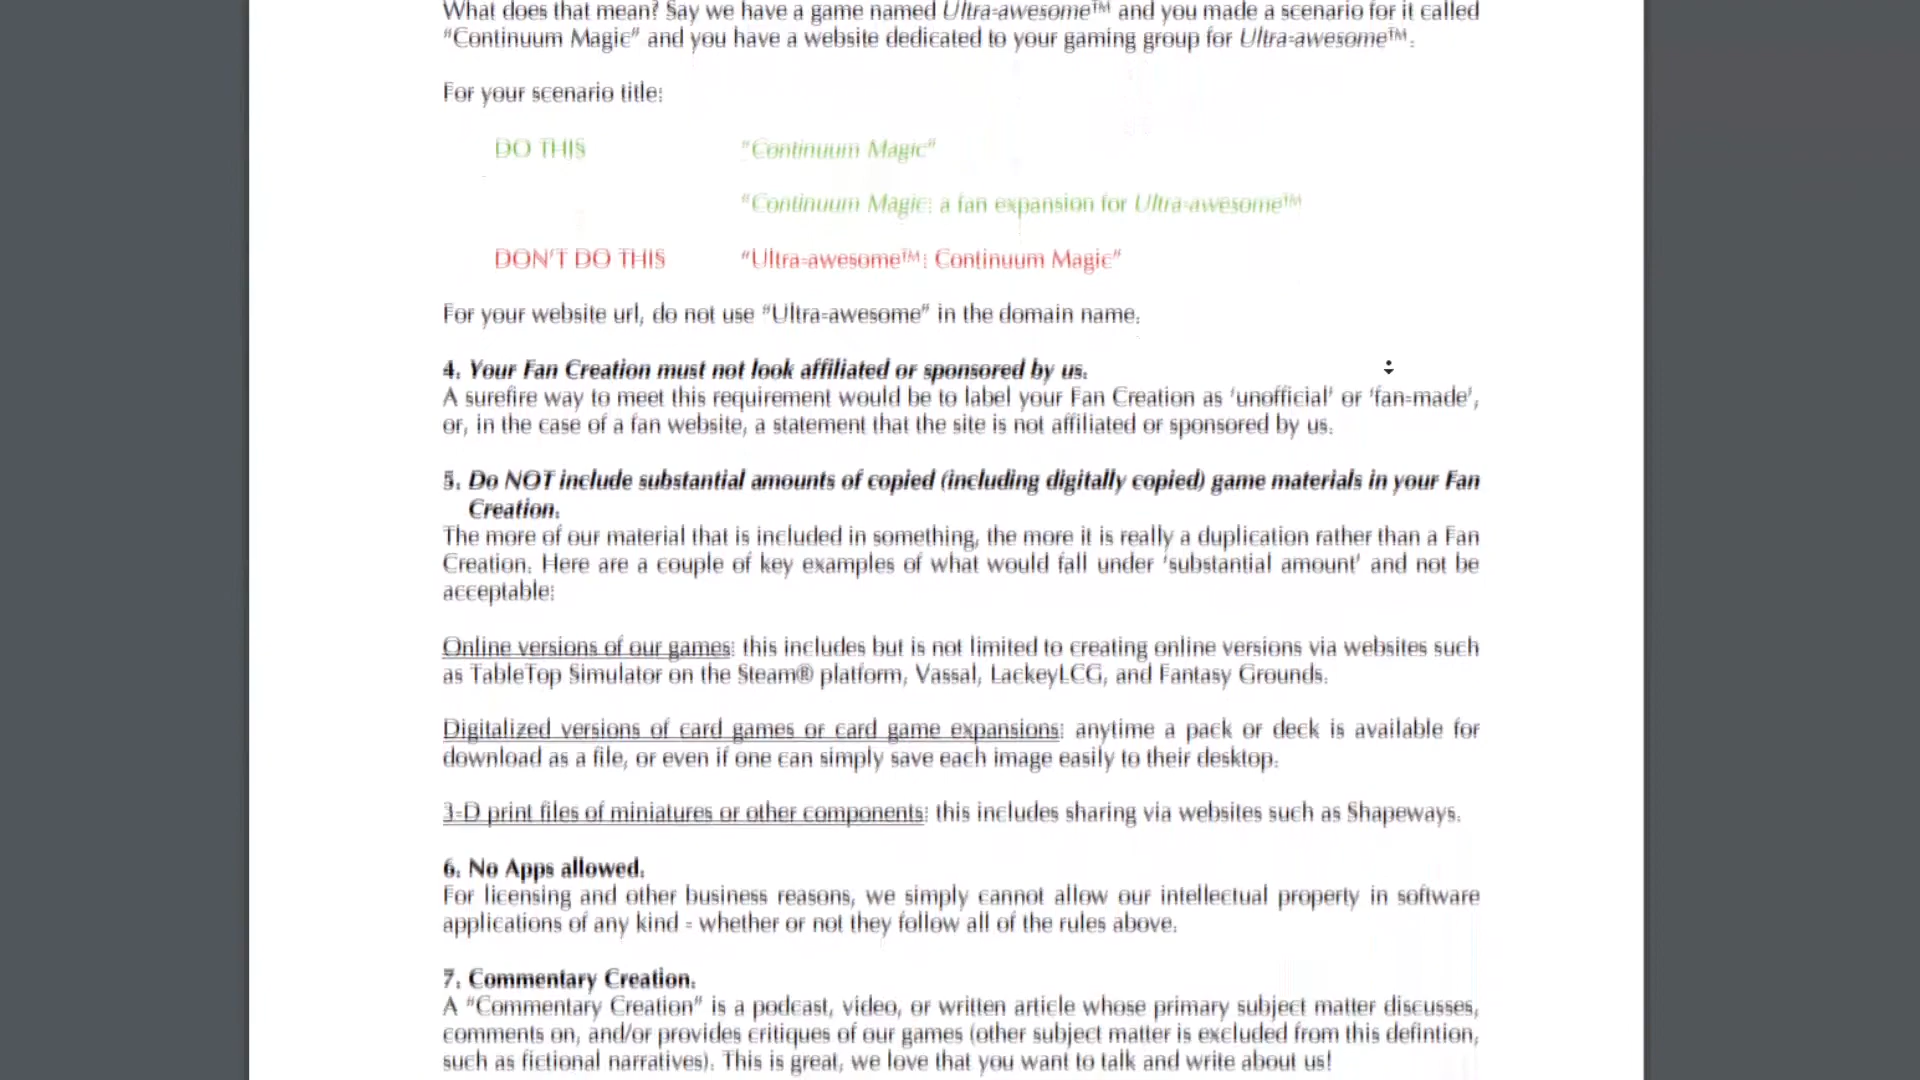 What does that mean? Say we have a game named Ultra-awesome™ and you made a scenario for it called
"Continuum Magic" and you have a website dedicated to your gaming group for Ultra-awesome™.
For your scenario title:
DO THIS "Continuum Magic"
"Continuum Magic: a fan expansion for Ultra-awesome™
DON'T DO THIS "Ultra-awesome™: Continuum Magic"
For your website url, do not use "Ultra-awesome" in the domain name.
4. Your Fan Creation must not look affiliated or sponsored by us.
A surefire way to meet this requirement would be to label your Fan Creation as 'unofficial' or 'fan-made',
or, in the case of a fan website, a statement that the site is not affiliated or sponsored by us.
5. Do NOT include substantial amounts of copied (including digitally copied) game materials in your Fan
Creation.
The more of our material that is included in something, the more it is really a duplication rather than a Fan
Creation. Here are a couple of key examples of what would fall under 'substantial amount' and not be
acceptable:
Online versions of our games: this includes but is not limited to creating online versions via websites such
as TableTop Simulator on the Steam® platform, Vassal, LackeyLCG, and Fantasy Grounds.
Digitalized versions of card games or card game expansions: anytime a pack or deck is available for
download as a file, or even if one can simply save each image easily to their desktop.
3-D print files of miniatures or other components: this includes sharing via websites such as Shapeways.
6. No Apps allowed.
For licensing and other business reasons, we simply cannot allow our intellectual property in software
applications of any kind - whether or not they follow all of the rules above.
7. Commentary Creation.
A "Commentary Creation" is a podcast, video, or written article whose primary subject matter discusses,
comments on, and/or provides critiques of our games (other subject matter is excluded from this defintion,
such as fictional narratives). This is great, we love that you want to talk and write about us!